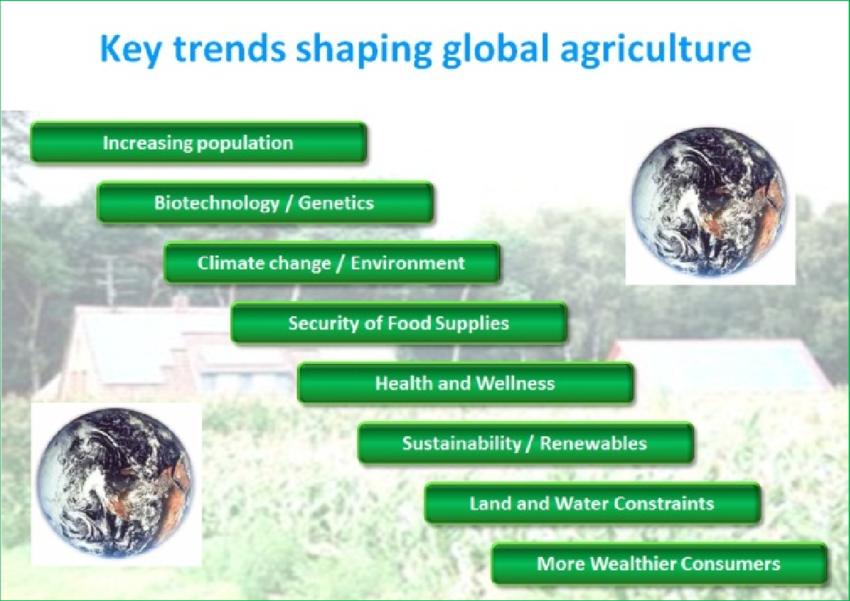 Key trends shaping global agriculture
Increasing population
Biotechnology / Genetics
Climate change / Environment
Security of Food Supplies
Health and Wellness
Sustainability / Renewables
Land and Water Constraints
More Wealthier Consumers